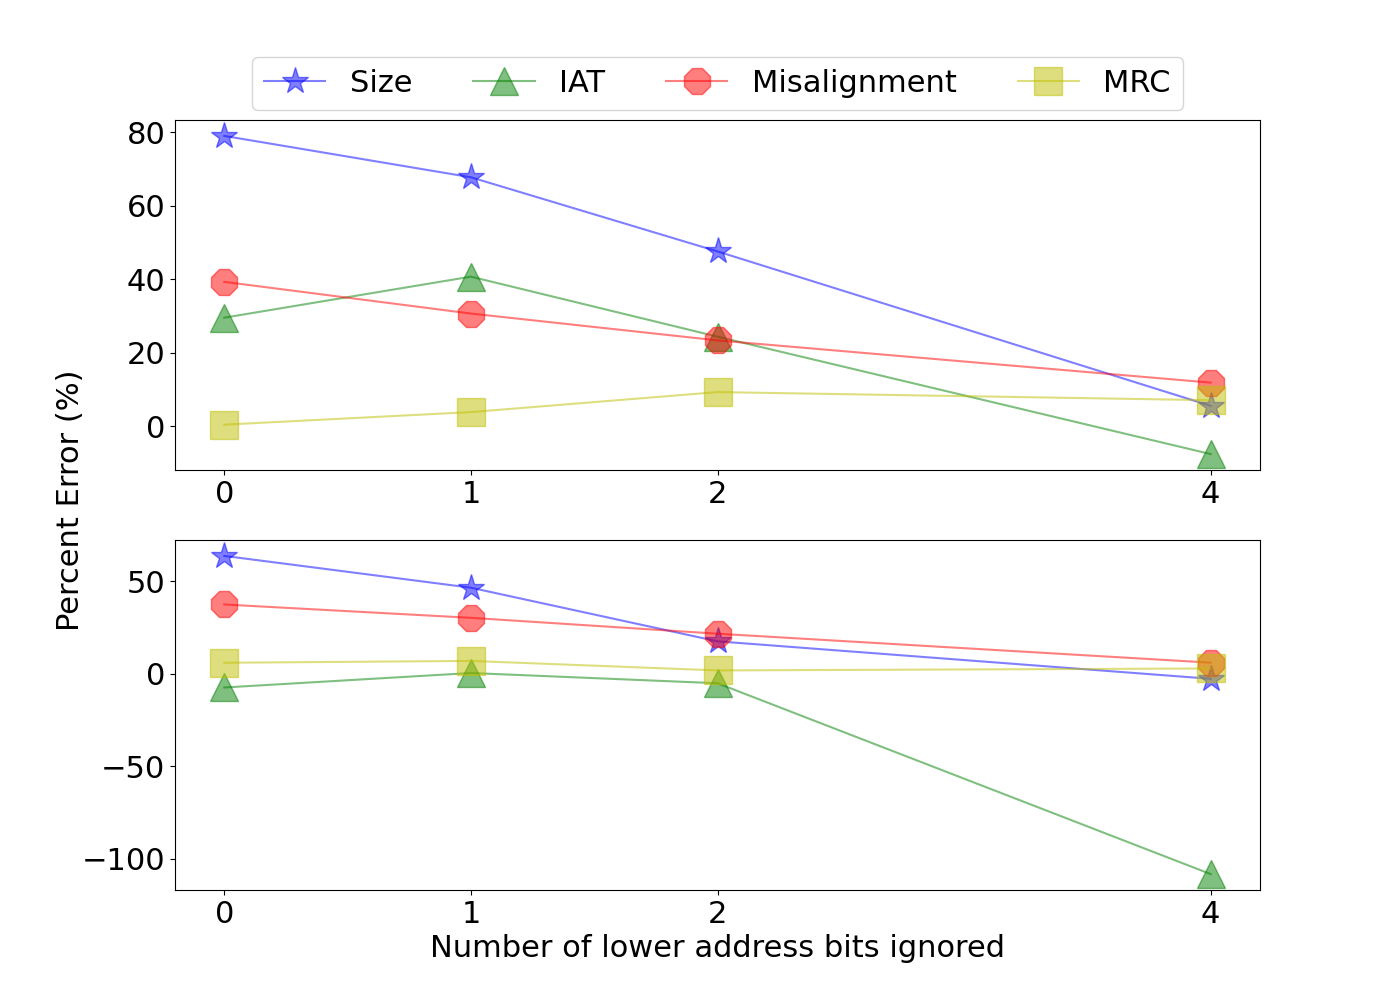 Size IAT Misalignment MRC
80
60
40
20
0
0 1 2 4
Percent Error (%)
50
0
−50
−100
0 1 2 4
Number of lower address bits ignored